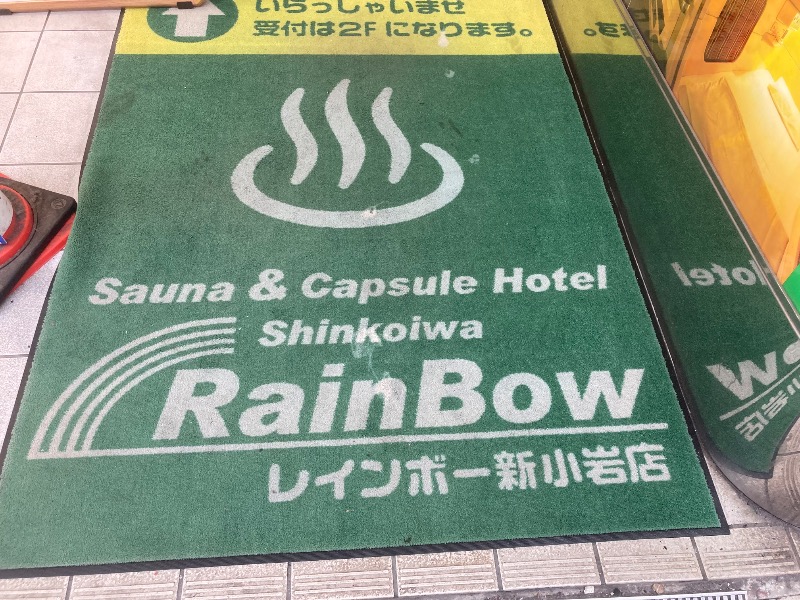 いらっしゃいませ
受付は2Fになります。
Sauna & Capsule Hotel
Shinkoiwa
RainBow
レインボー新小岩店